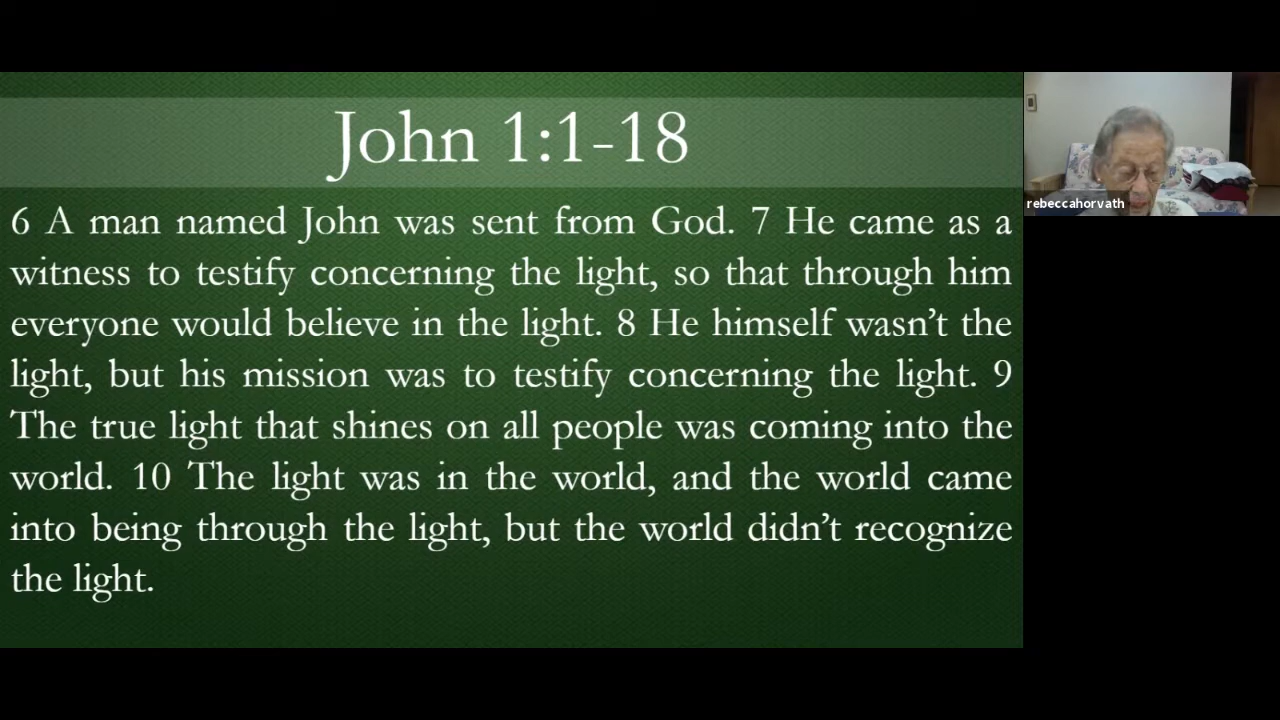 John 1:1-18
6 A man named John was sent from God. 7 He came as a
witness to testify concerning the light, so that through him
everyone would believe in the light. 8 He himself wasn’t the
light, but his mission was to testify concerning the light. 9
The true light that shines on all people was coming into the
world. 10 The light was in the world, and the world came
into being through the light, but the world didn’t recognize
the light.
rebeccahorvath